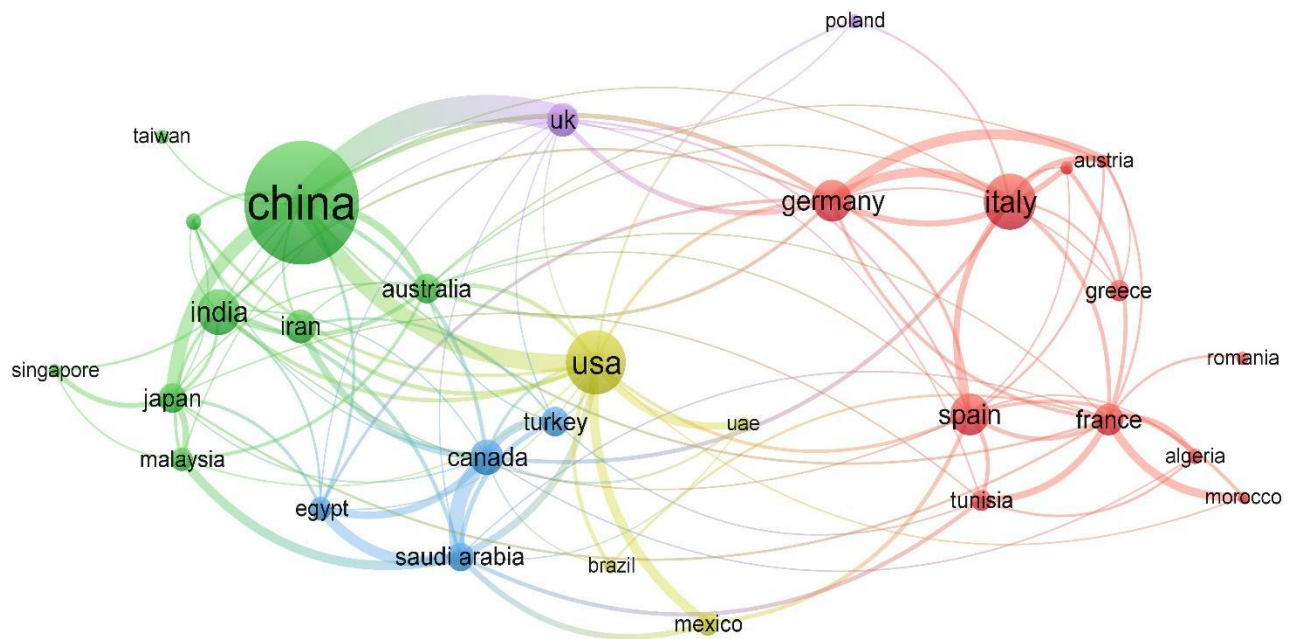 poland
uk
taiwan
china
austria
germany
italy
australia
greece
india
iran
usa
romania
singapore
japan
turkey
uae
spain
france
malaysia
canada
algeria
egypt
tunisia
morocco
saudi arabia
brazil
mexico